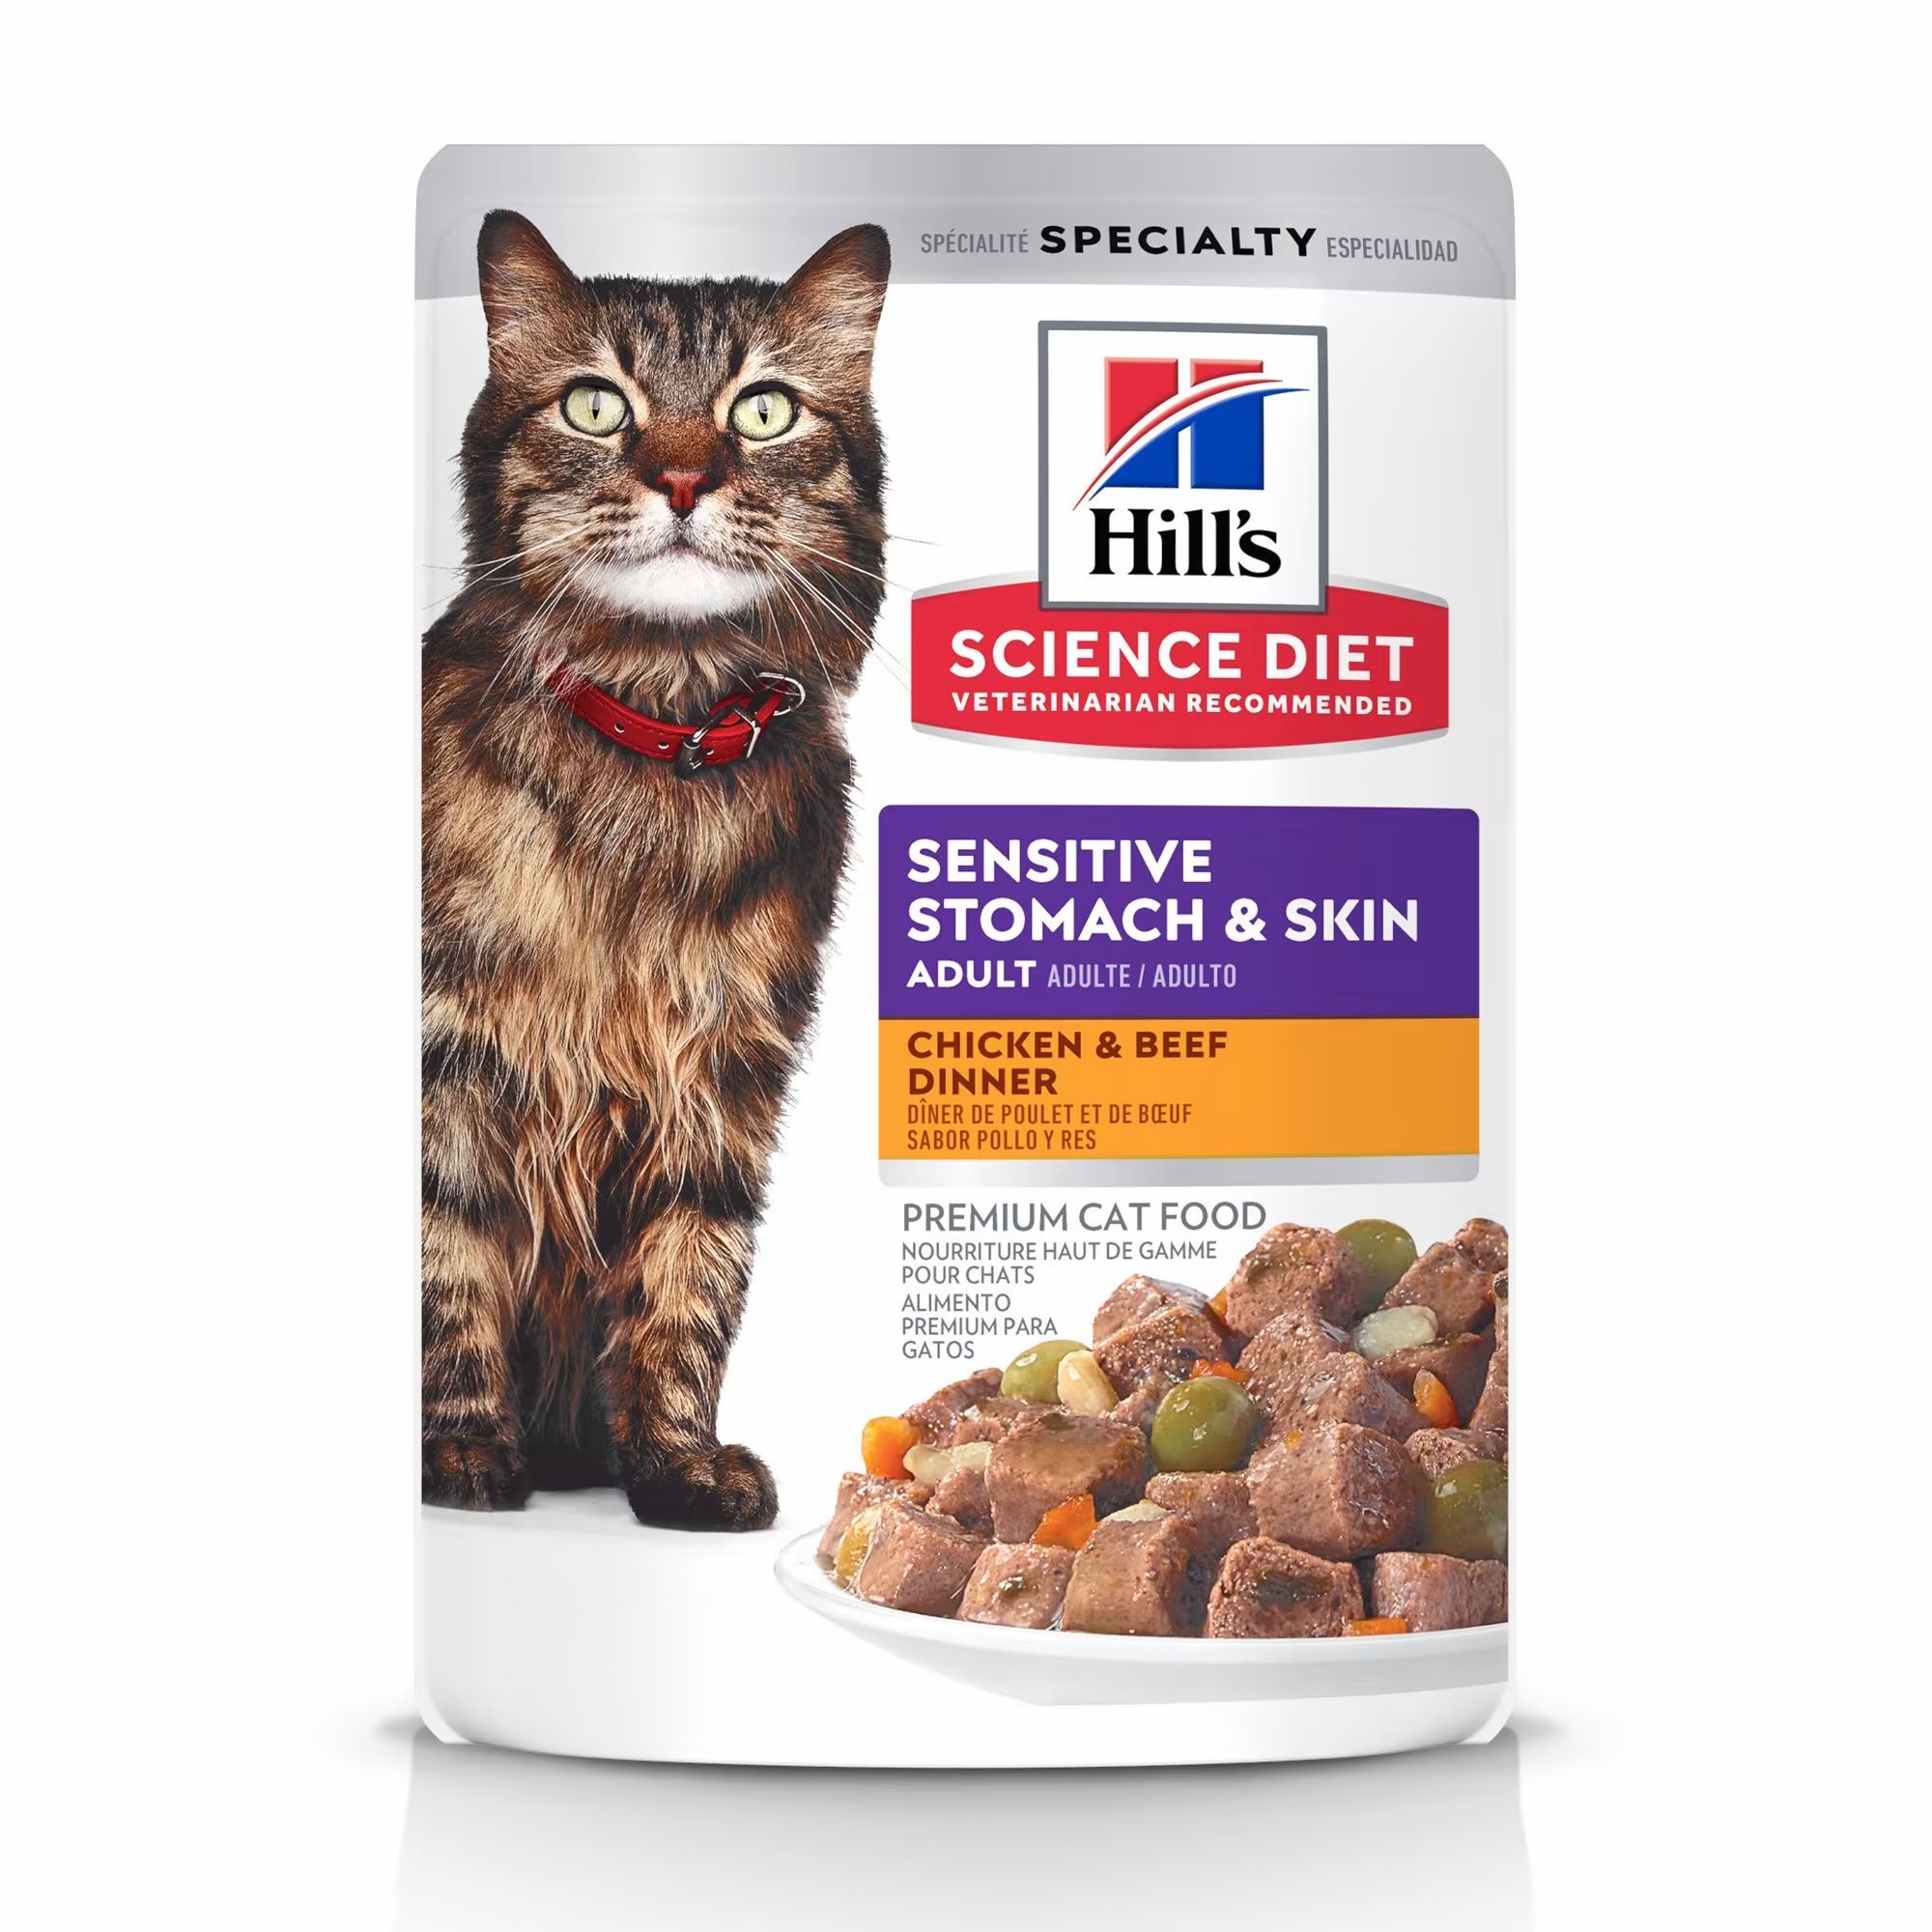 SPÉCIALITÉ SPECIALTY ESPECIALIDAD
Hill's
SCIENCE DIET
VETERINARIAN RECOMMENDED
SENSITIVE
STOMACH & SKIN
ADULT ADULTE / ADULTO
CHICKEN & BEEF
DINNER
DÎNER DE POULET ET DE BŒUF
SABOR POLLO Y RES
PREMIUM CAT FOOD
NOURRITURE HAUT DE GAMME
POUR CHATS
ALIMENTO
PREMIUM PARA
GATOS